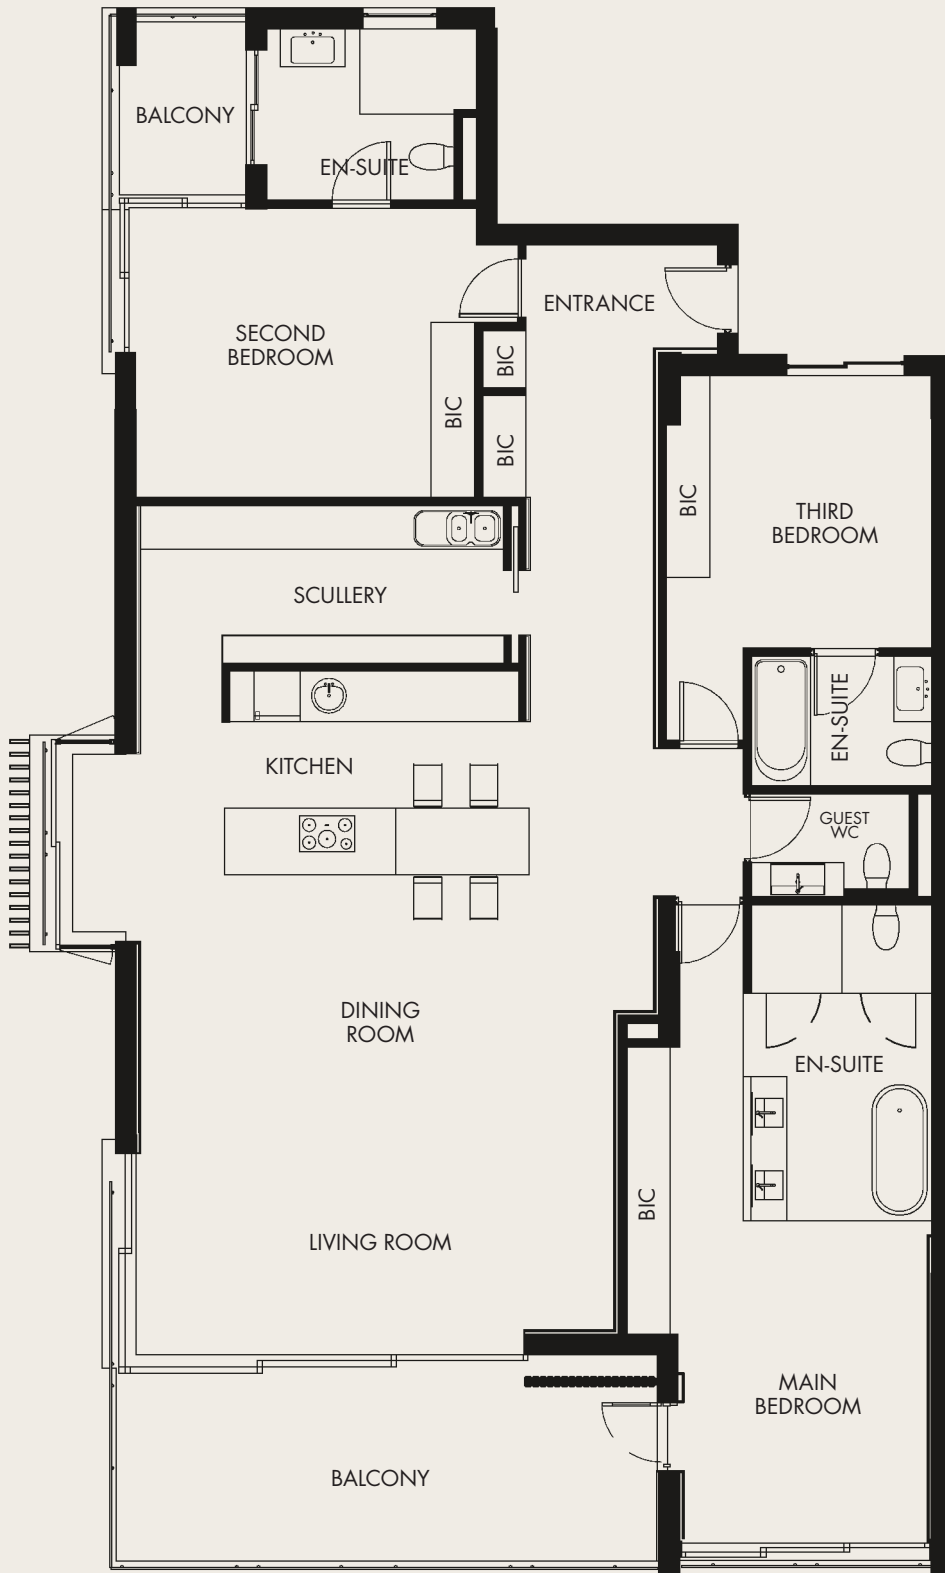 BALCONY
EN-SUITE
ENTRANCE
SECOND
BEDROOM
BIC
BIC
BIC
BIC
THIRD
BEDROOM
SCULLERY
EN-SUITE
KITCHEN
GUEST
WC
DINING
ROOM
EN-SUITE
BIC
LIVING ROOM
MAIN
BEDROOM
BALCONY